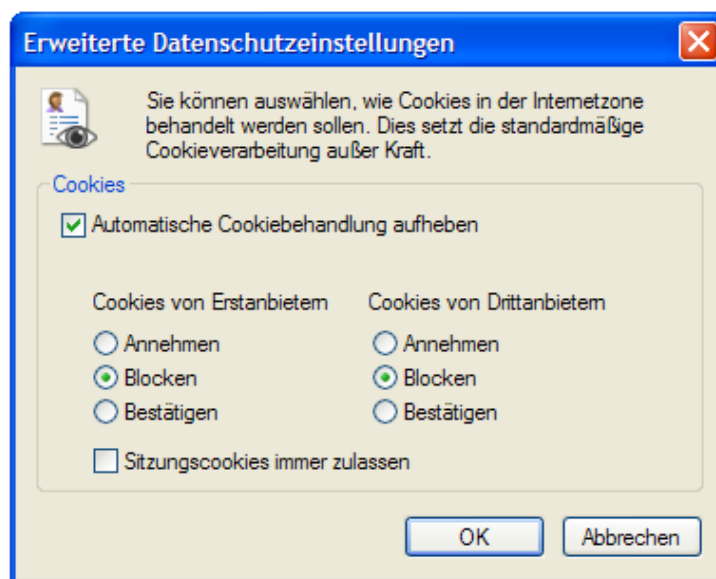 Erweiterte Datenschutzeinstellungen
Sie können auswählen, wie Cookies in der Internetzone
behandelt werden sollen. Dies setzt die standardmäßige
Cookieverarbeitung außer Kraft.
Cookies
Automatische Cookiebehandlung aufheben
Cookies von Erstanbietern Cookies von Drittanbietern
Annehmen Annehmen
Blocken Blocken
Bestätigen Bestätigen
Sitzungscookies immer zulassen
OK Abbrechen